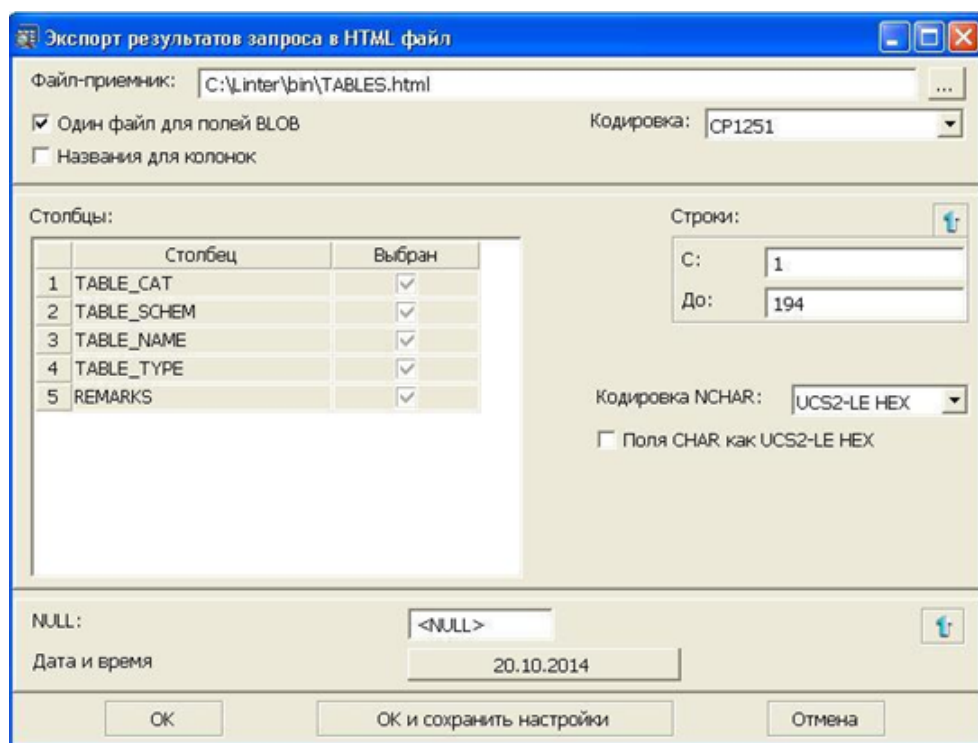 Экспорт результатов запроса в HTML файл
Файл-приемник: C:\Linter\bin\TABLES.html ...
Один файл для полей BLOB Кодировка: CP1251
Названия для колонок
Столбцы: Строки:
Столбец Выбран
1 TABLE_CAT
2 TABLE_SCHEM
3 TABLE_NAME
4 TABLE_TYPE
5 REMARKS
С: 1
До: 194
Кодировка NCHAR: UCS2-LE HEX
Поля CHAR как UCS2-LE HEX
NULL: <NULL>
Дата и время 20.10.2014
OK OK и сохранить настройки Отмена